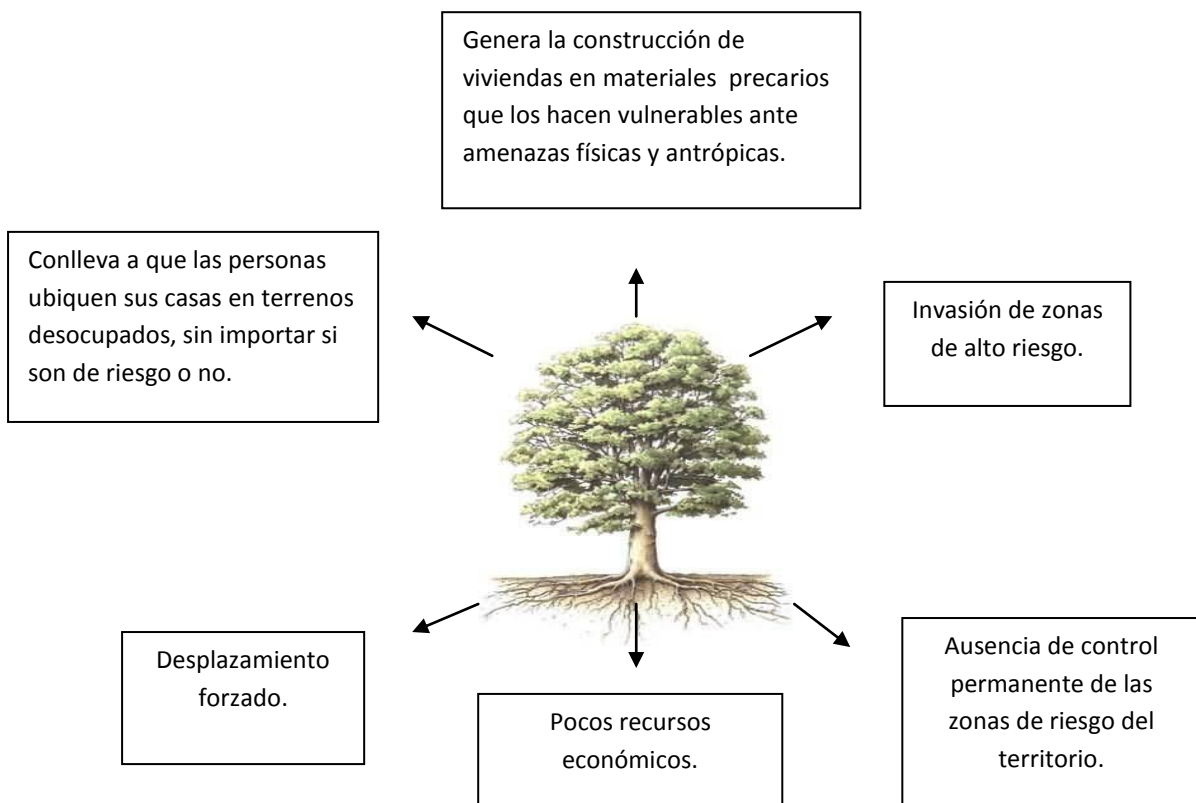 Genera la construcción de
viviendas en materiales precarios
que los hacen vulnerables ante
amenazas físicas y antrópicas.
Conlleva a que las personas
ubiquen sus casas en terrenos
desocupados, sin importar si
son de riesgo o no.
Invasión de zonas
de alto riesgo.
Desplazamiento
forzado.
Pocos recursos
económicos.
Ausencia de control
permanente de las
zonas de riesgo del
territorio.